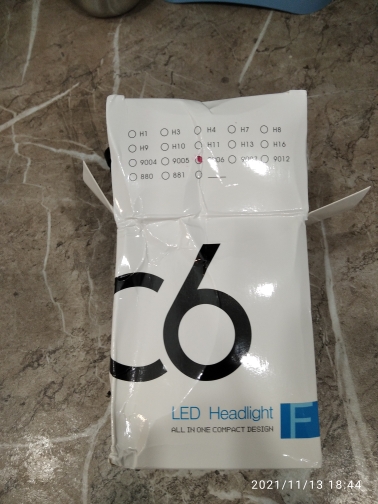 H1 H3 H4 H7 H8
H9 H10 H11 H13 H16
9004 9005 9006 9007 9012
880 881
C6
LED Headlight
ALL IN ONE COMPACT DESIGN
F
2021/11/13 18:44